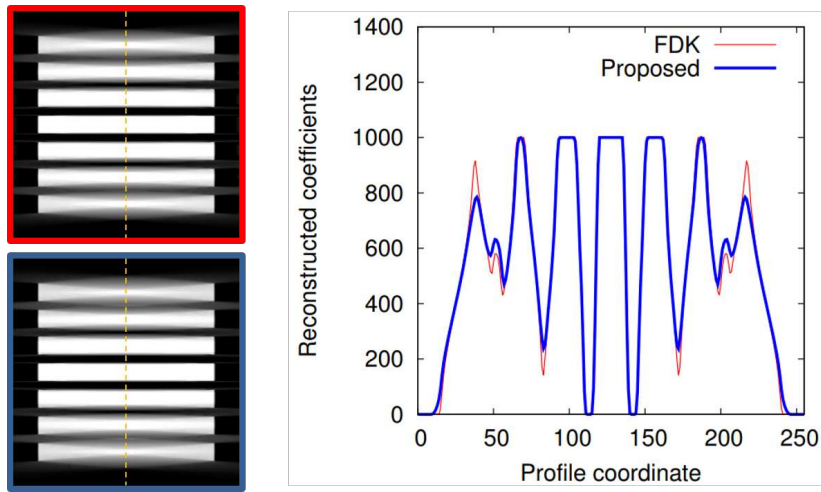 1400
1200
1000
800
600
400
200
0
0 50 100 150 200 250
Reconstructed coefficients
Profile coordinate
FDK
Proposed